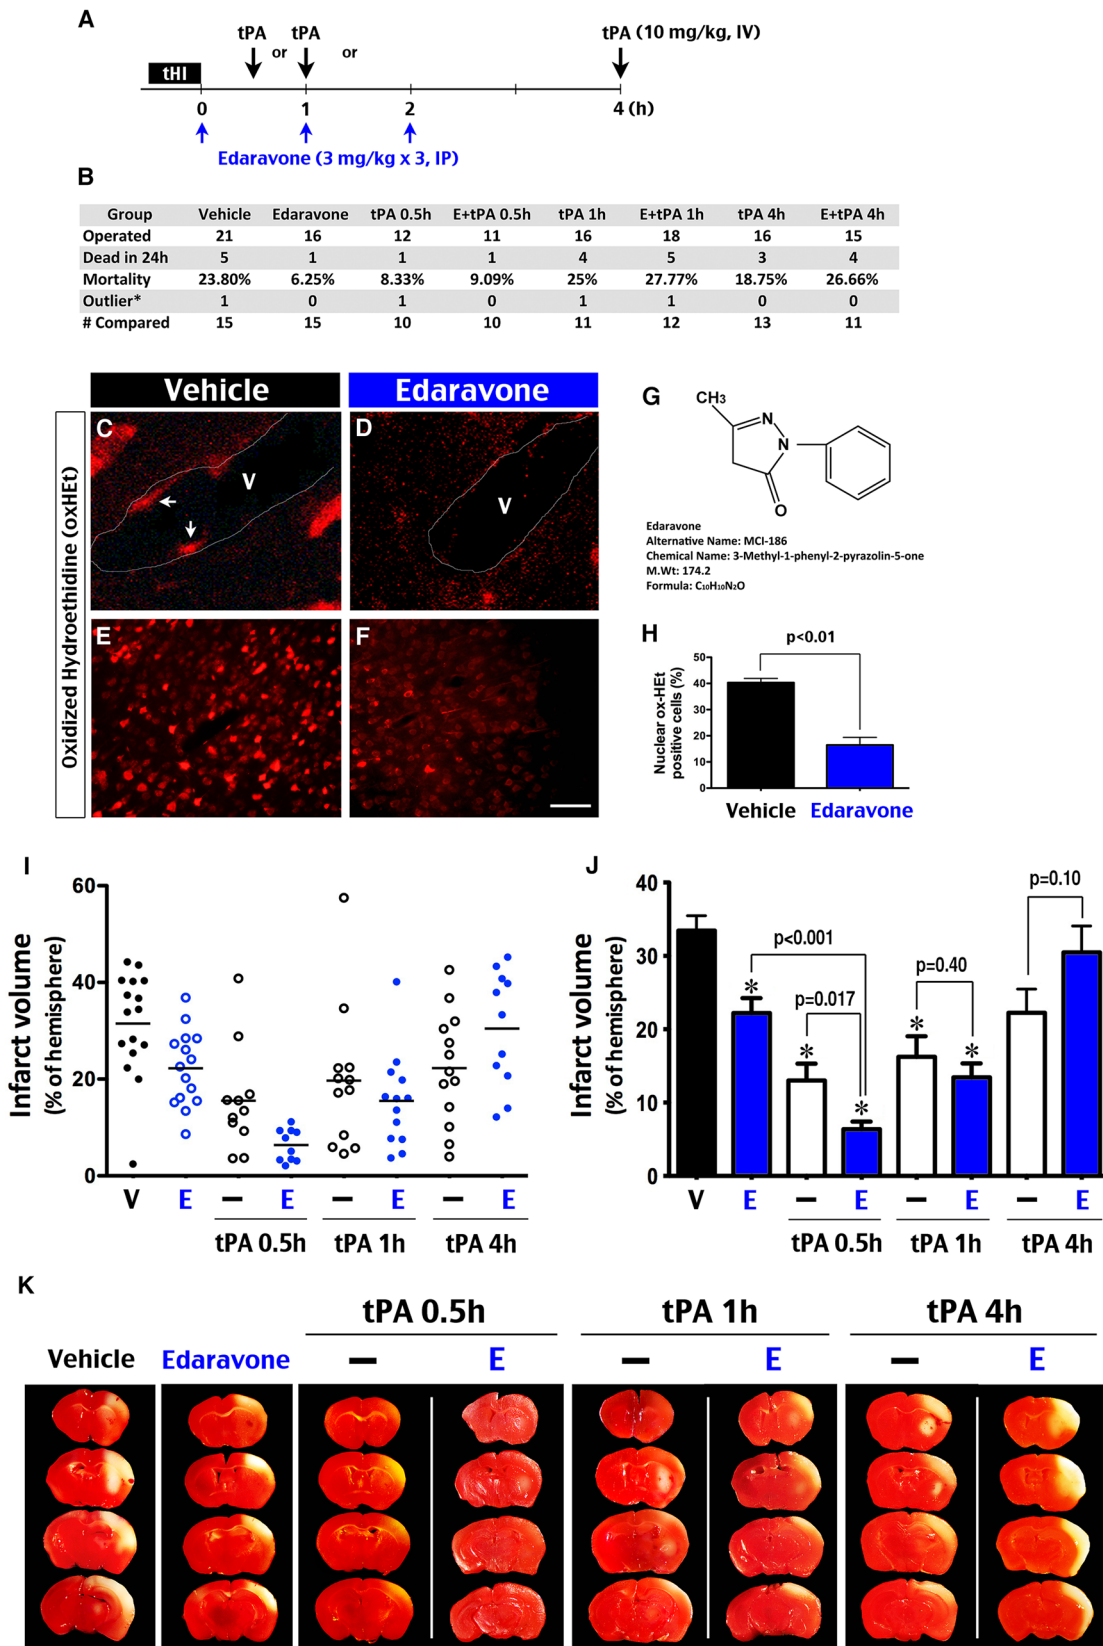 A
tPA or tPA or tPA (10 mg/kg, IV)
tHI
0 1 2 4 (h)
Edaravone (3 mg/kg x 3, IP)
B
Group Vehicle Edaravone tPA 0.5h E+tPA 0.5h tPA 1h E+tPA 1h tPA 4h E+tPA 4h
Operated 21 16 12 11 16 18 16 15
Dead in 24h 5 1 1 1 4 5 3 4
Mortality 23.80% 6.25% 8.33% 9.09% 25% 27.77% 18.75% 26.66%
Outlier* 1 0 1 0 1 1 0 0
# Compared 15 15 10 10 11 12 13 11
Vehicle Edaravone
Oxidized Hydroethidine (oxHEt)
C V
D V
E
F
G
CH3
N
N
O
Edaravone
Alternative Name: MCI-186
Chemical Name: 3-Methyl-1-phenyl-2-pyrazolin-5-one
M.Wt: 174.2
Formula: C10H10N2O
H
p<0.01
Nuclear ox-HEt
positive cells (%)
50
40
30
20
10
0
Vehicle Edaravone
I
Infarct volume
(% of hemisphere)
60
40
20
0
V E – E – E – E
tPA 0.5h tPA 1h tPA 4h
J
Infarct volume
(% of hemisphere)
40
30
20
10
0
p<0.001
p=0.017
p=0.40
p=0.10
* * * * *
V E – E – E – E
tPA 0.5h tPA 1h tPA 4h
K
tPA 0.5h tPA 1h tPA 4h
Vehicle Edaravone – E – E – E